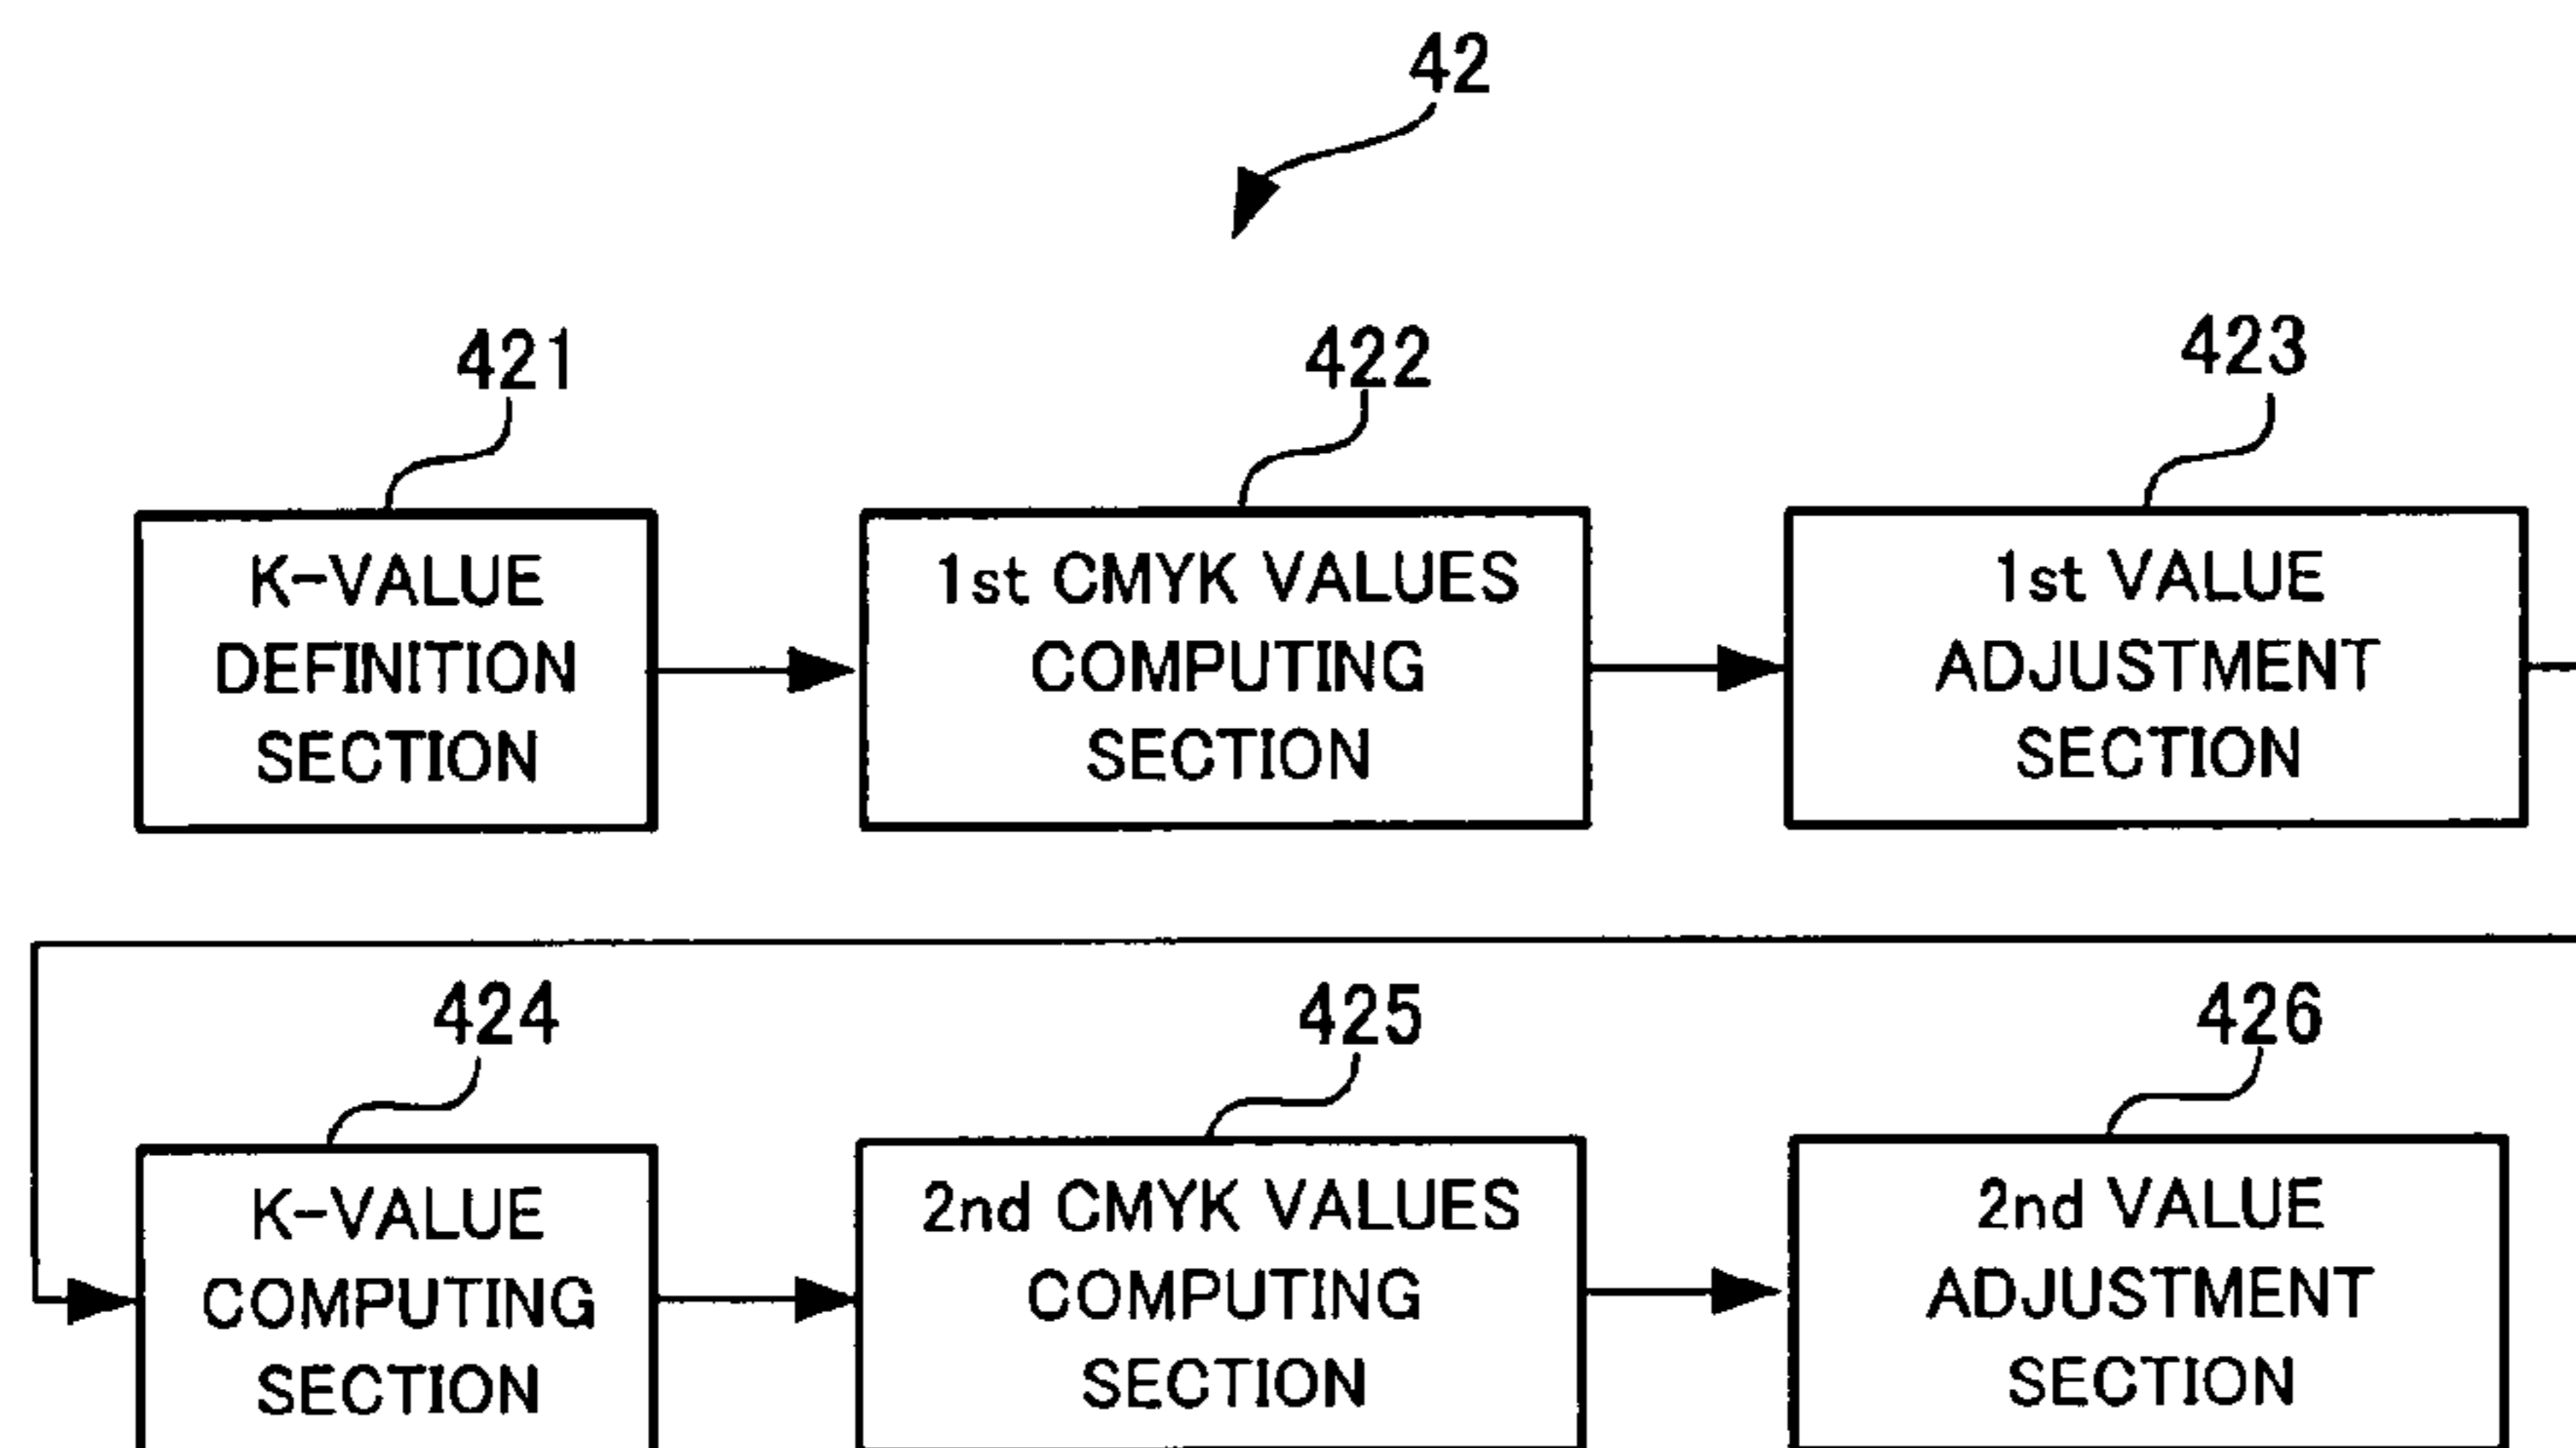 42
421
422
423
K-VALUE
DEFINITION
SECTION
1st CMYK VALUES
COMPUTING
SECTION
1st VALUE
ADJUSTMENT
SECTION
424
425
426
K-VALUE
COMPUTING
SECTION
2nd CMYK VALUES
COMPUTING
SECTION
2nd VALUE
ADJUSTMENT
SECTION